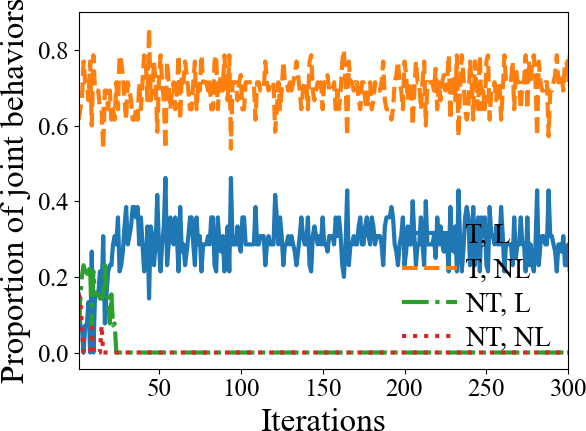 Proportion of joint behaviors
0.8
0.6
0.4
0.2
0.0
T, L
T, NL
NT, L
NT, NL
50
100
150
200
250
300
Iterations